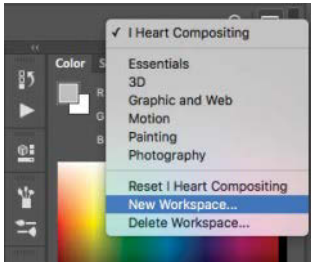 ✓ I Heart Compositing
Essentials
Color S
3D
R
Graphic and Web
G
Motion
B
Painting
Photography
Reset I Heart Compositing
New Workspace...
Delete Workspace...